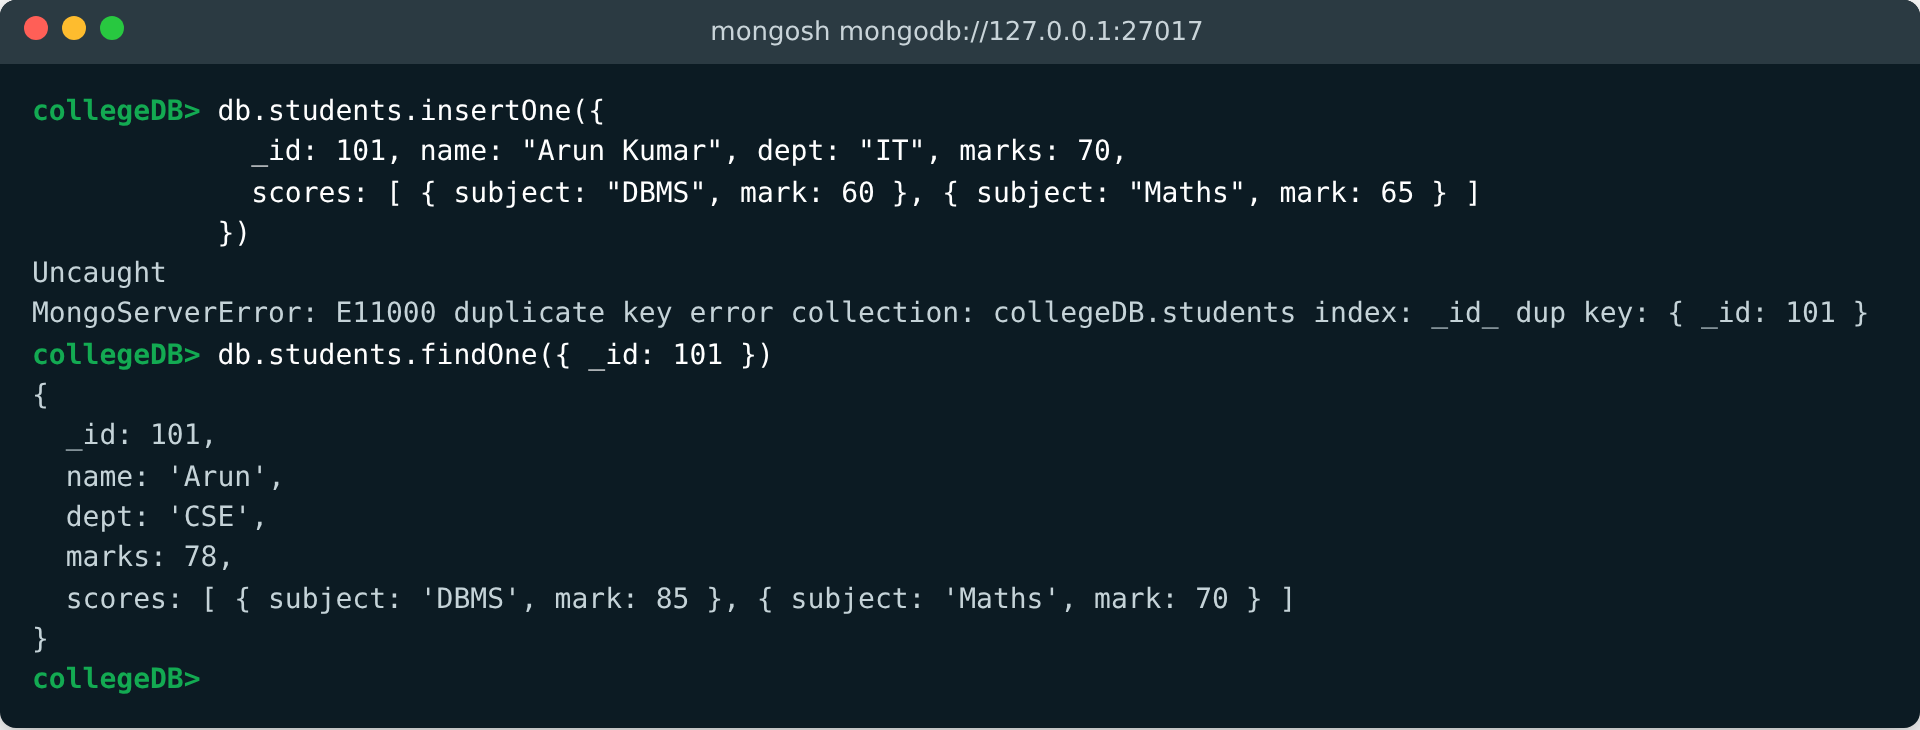 mongosh mongodb://127.0.0.1:27017
collegeDB> db.students.insertOne({
_id: 101, name: "Arun Kumar", dept: "IT", marks: 70,
scores: [ { subject: "DBMS", mark: 60 }, { subject: "Maths", mark: 65 } ]
})
Uncaught
MongoServerError: E11000 duplicate key error collection: collegeDB.students index: _id_ dup key: { _id: 101 }
collegeDB> db.students.findOne({ _id: 101 })
{
_id: 101,
name: 'Arun',
dept: 'CSE',
marks: 78,
scores: [ { subject: 'DBMS', mark: 85 }, { subject: 'Maths', mark: 70 } ]
}
collegeDB>